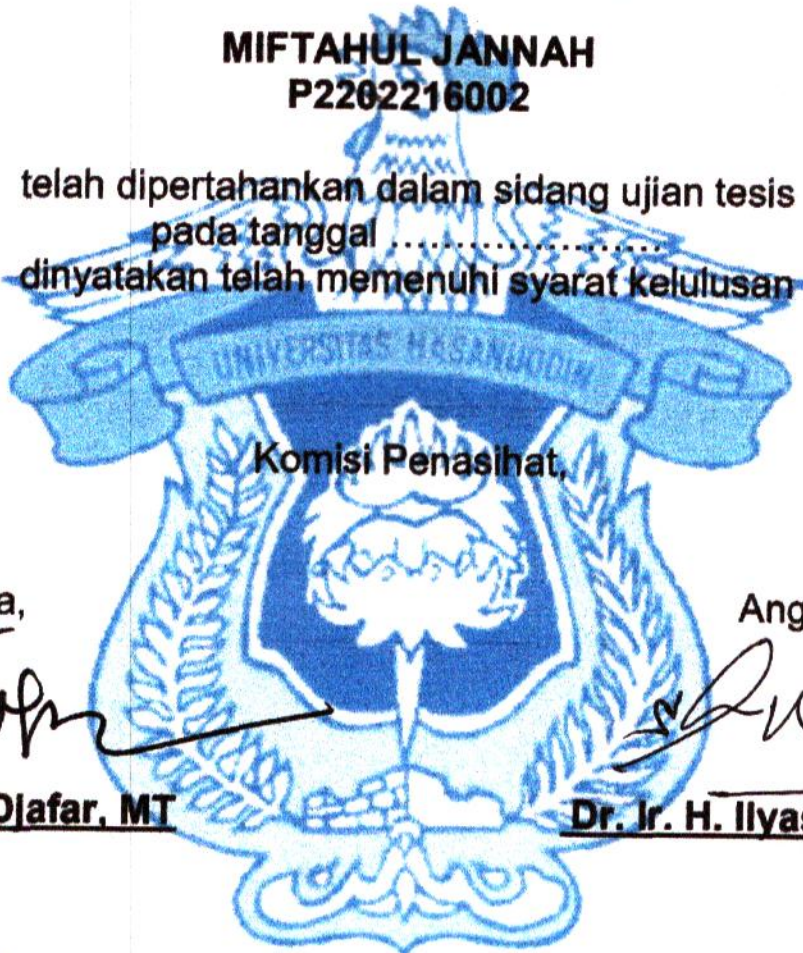 MIFTAHUL JANNAH
P2202216002
telah dipertahankan dalam sidang ujian tesis
pada tanggal ........................
dinyatakan telah memenuhi syarat kelulusan
UNIVERSITAS HASANUDDIN
Komisi Penasihat,
a, Ang
Djafar, MT Dr. Ir. H. Ilyas